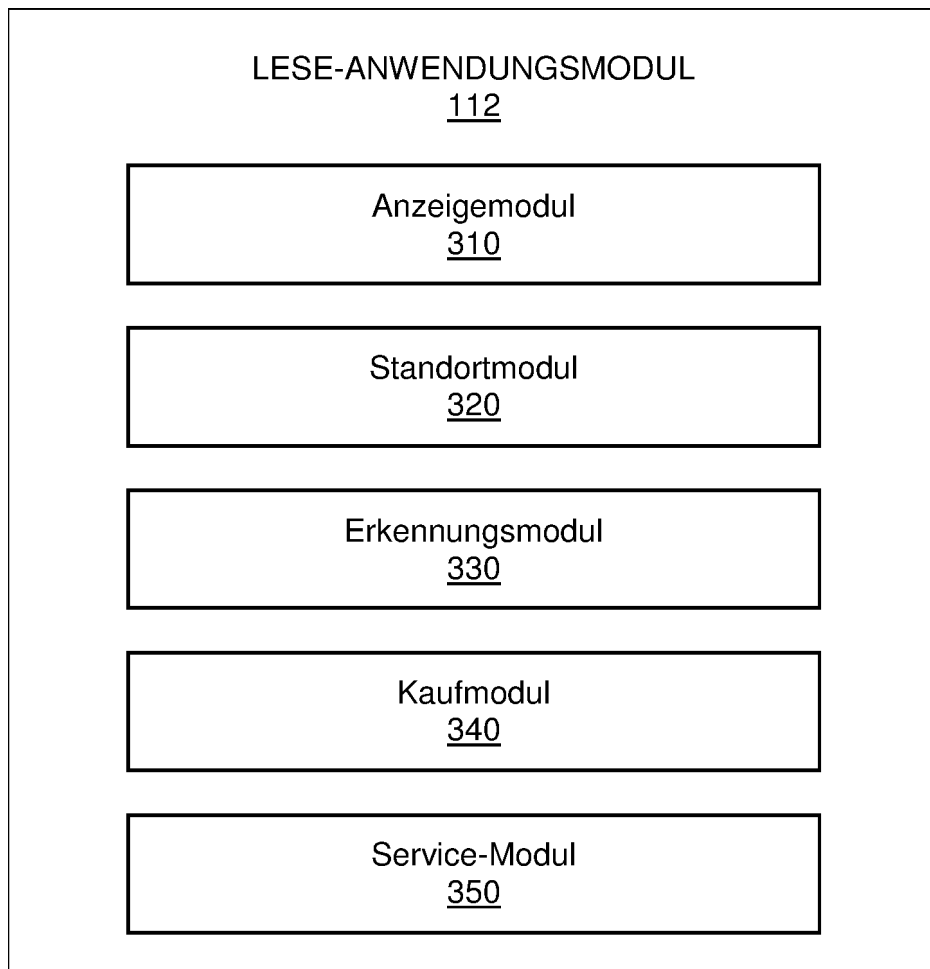 LESE-ANWENDUNGSMODUL
112
Anzeigemodul
310
Standortmodul
320
Erkennungsmodul
330
Kaufmodul
340
Service-Modul
350